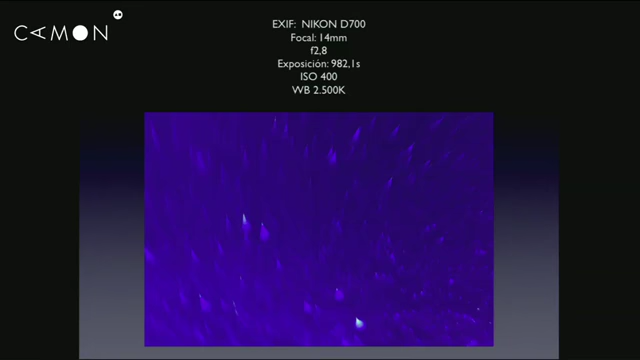 CAMON
EXIF: NIKON D700
Focal: 14mm
f2,8
Exposición: 982,1s
ISO 400
WB 2.500K